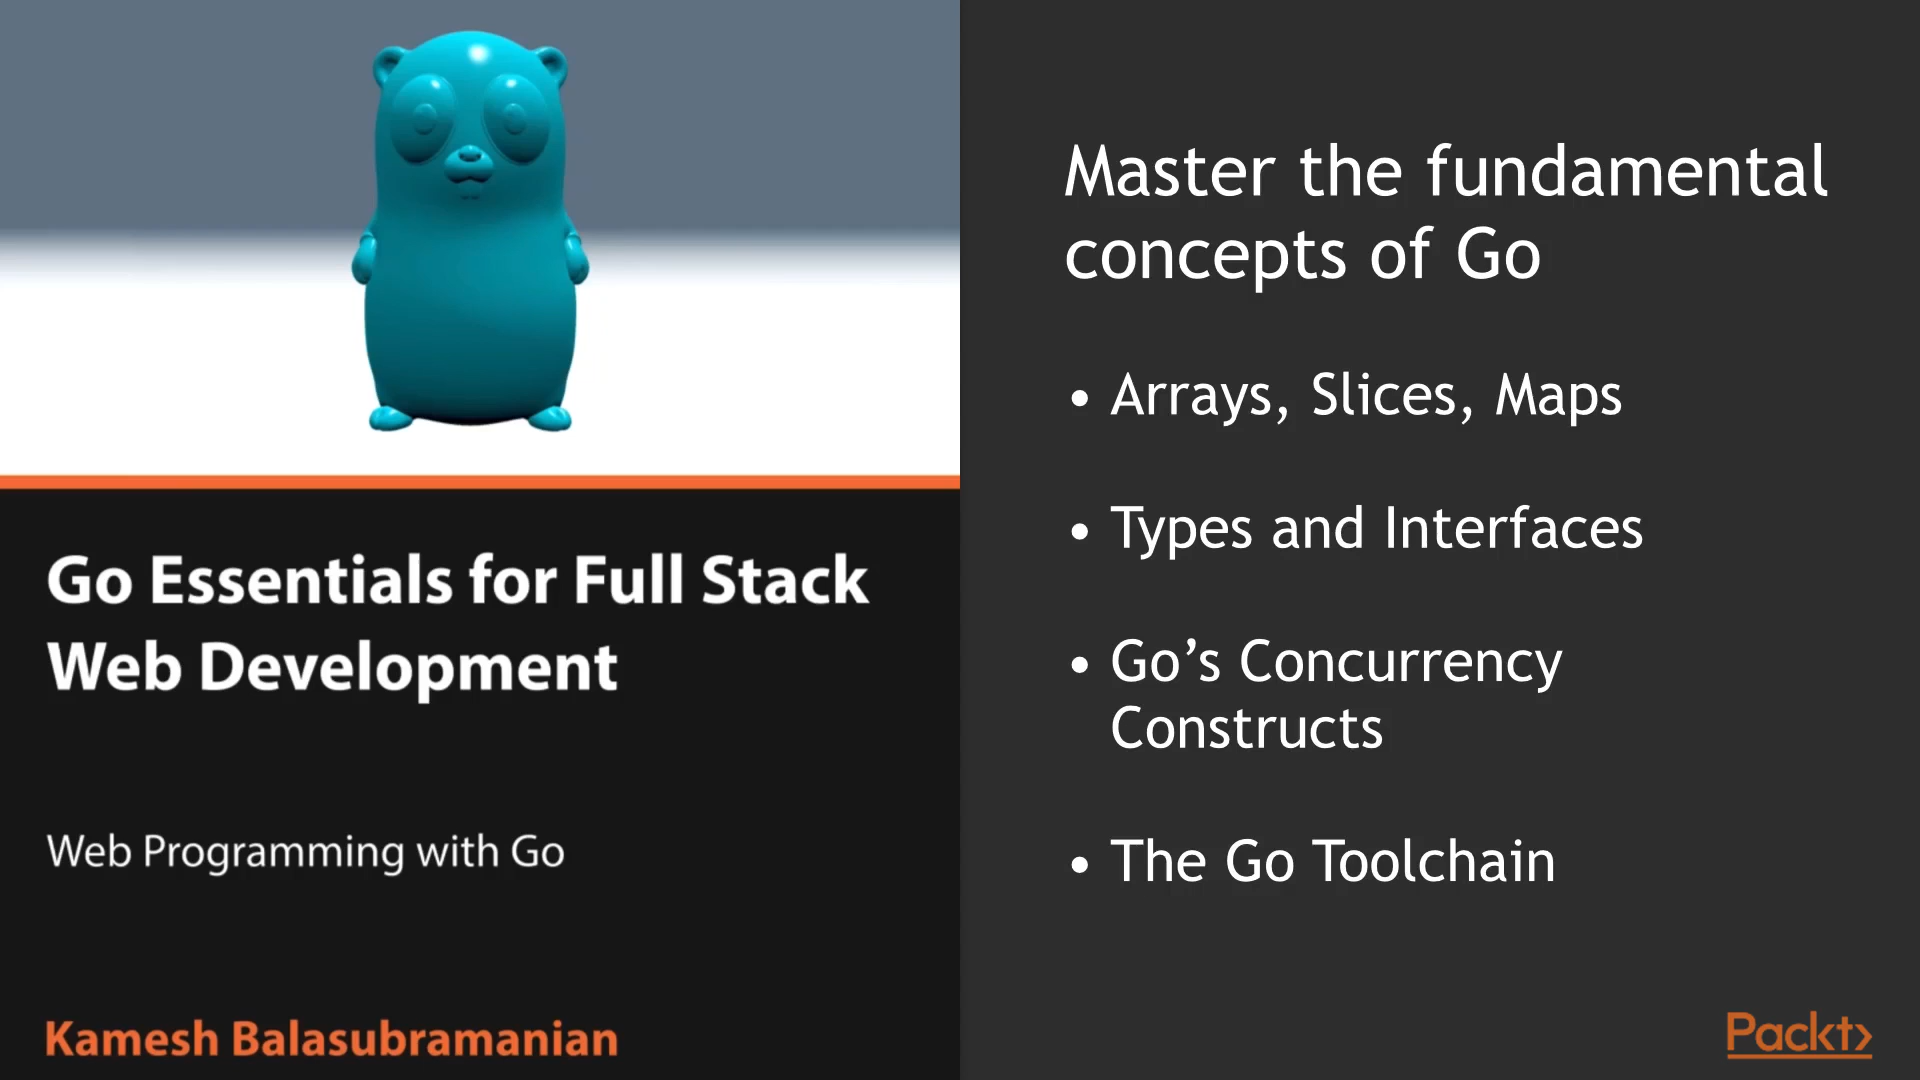 Go Essentials for Full Stack
Web Development
Web Programming with Go
Kamesh Balasubramanian
Master the fundamental
concepts of Go
• Arrays, Slices, Maps
• Types and Interfaces
• Go’s Concurrency
Constructs
• The Go Toolchain
Packt>